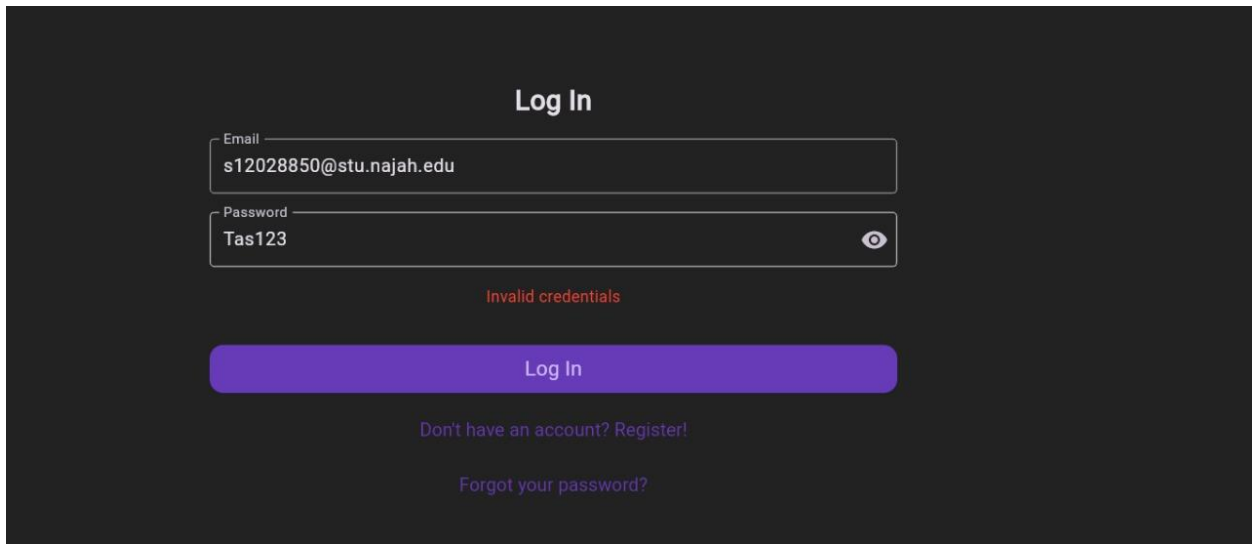 Log In
Email
s12028850@stu.najah.edu
Password
Tas123
Invalid credentials
Log In
Don't have an account? Register!
Forgot your password?